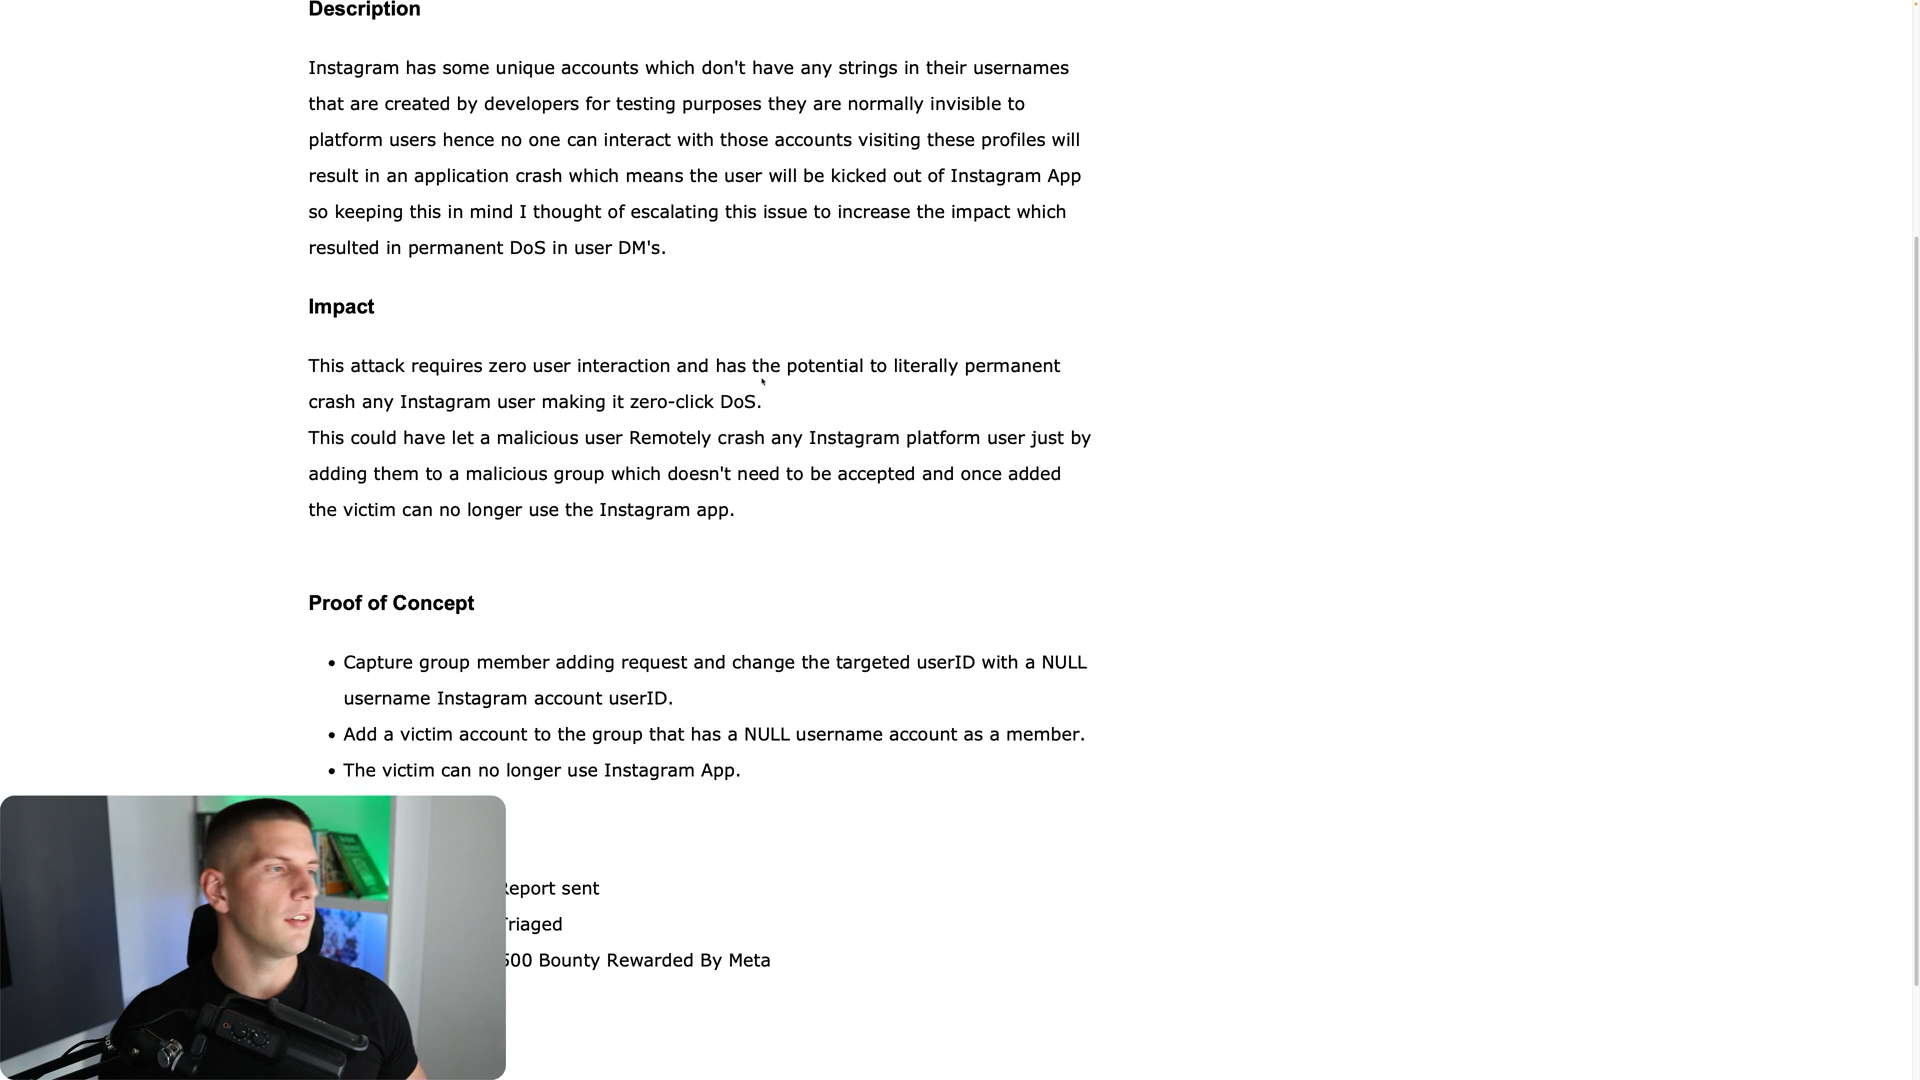 Description
Instagram has some unique accounts which don't have any strings in their usernames
that are created by developers for testing purposes they are normally invisible to
platform users hence no one can interact with those accounts visiting these profiles will
result in an application crash which means the user will be kicked out of Instagram App
so keeping this in mind I thought of escalating this issue to increase the impact which
resulted in permanent DoS in user DM's.
Impact
This attack requires zero user interaction and has the potential to literally permanent
crash any Instagram user making it zero-click DoS.
This could have let a malicious user Remotely crash any Instagram platform user just by
adding them to a malicious group which doesn't need to be accepted and once added
the victim can no longer use the Instagram app.
Proof of Concept
• Capture group member adding request and change the targeted userID with a NULL
username Instagram account userID.
• Add a victim account to the group that has a NULL username account as a member.
• The victim can no longer use Instagram App.
Report sent
Triaged
500 Bounty Rewarded By Meta